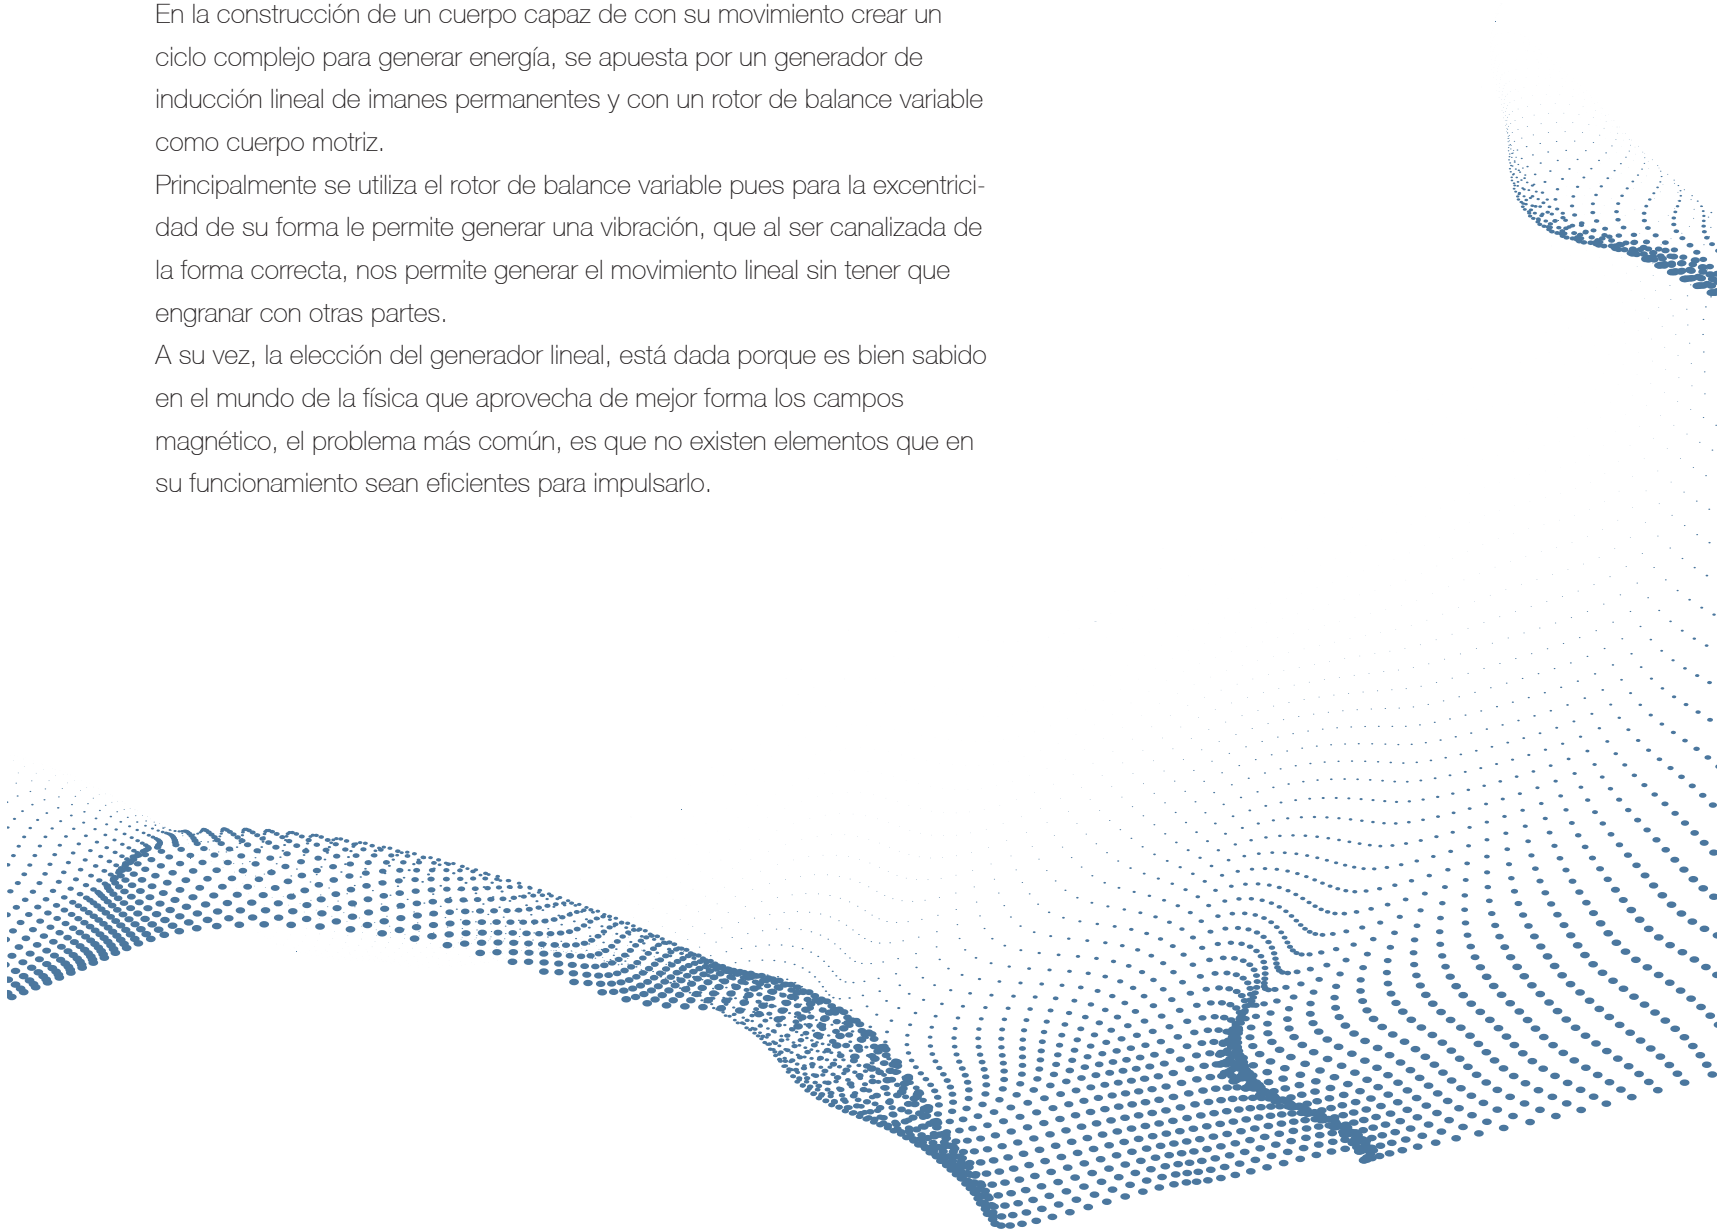 En la construcción de un cuerpo capaz de con su movimiento crear un
ciclo complejo para generar energía, se apuesta por un generador de
inducción lineal de imanes permanentes y con un rotor de balance variable
como cuerpo motriz.
Principalmente se utiliza el rotor de balance variable pues para la excentrici-
dad de su forma le permite generar una vibración, que al ser canalizada de
la forma correcta, nos permite generar el movimiento lineal sin tener que
engranar con otras partes.
A su vez, la elección del generador lineal, está dada porque es bien sabido
en el mundo de la física que aprovecha de mejor forma los campos
magnético, el problema más común, es que no existen elementos que en
su funcionamiento sean eficientes para impulsarlo.